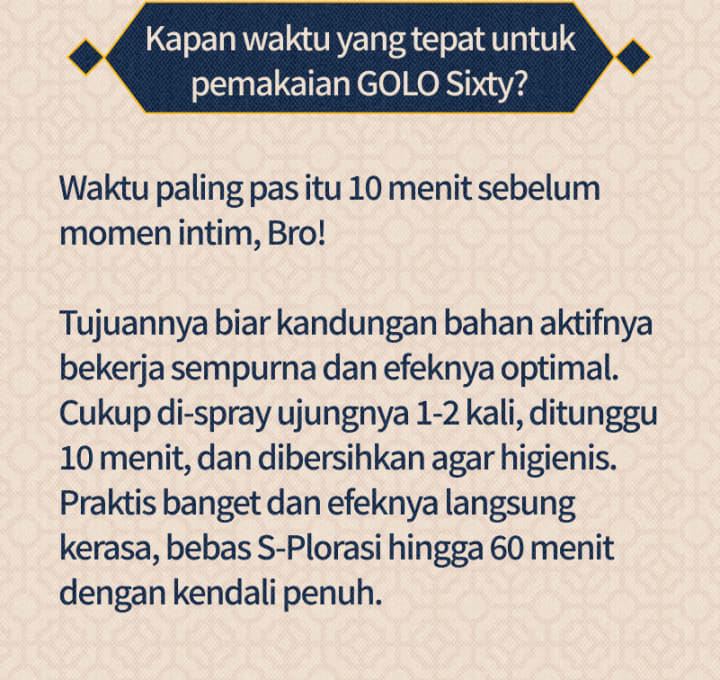 Kapan waktu yang tepat untuk
pemakaian GOLO Sixty?
Waktu paling pas itu 10 menit sebelum
momen intim, Bro!
Tujuannya biar kandungan bahan aktifnya
bekerja sempurna dan efeknya optimal.
Cukup di-spray ujungnya 1-2 kali, ditunggu
10 menit, dan dibersihkan agar higienis.
Praktis banget dan efeknya langsung
kerasa, bebas S-Plorasi hingga 60 menit
dengan kendali penuh.